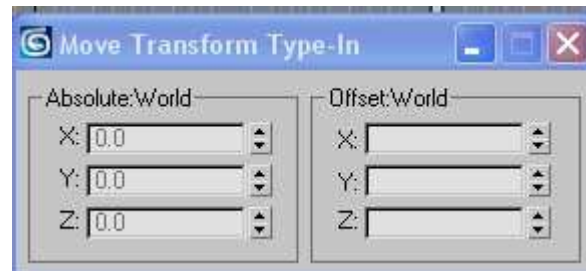 Move Transform Type-In
Absolute:World
Offset:World
X: 0.0
X:
Y: 0.0
Y:
Z: 0.0
Z: